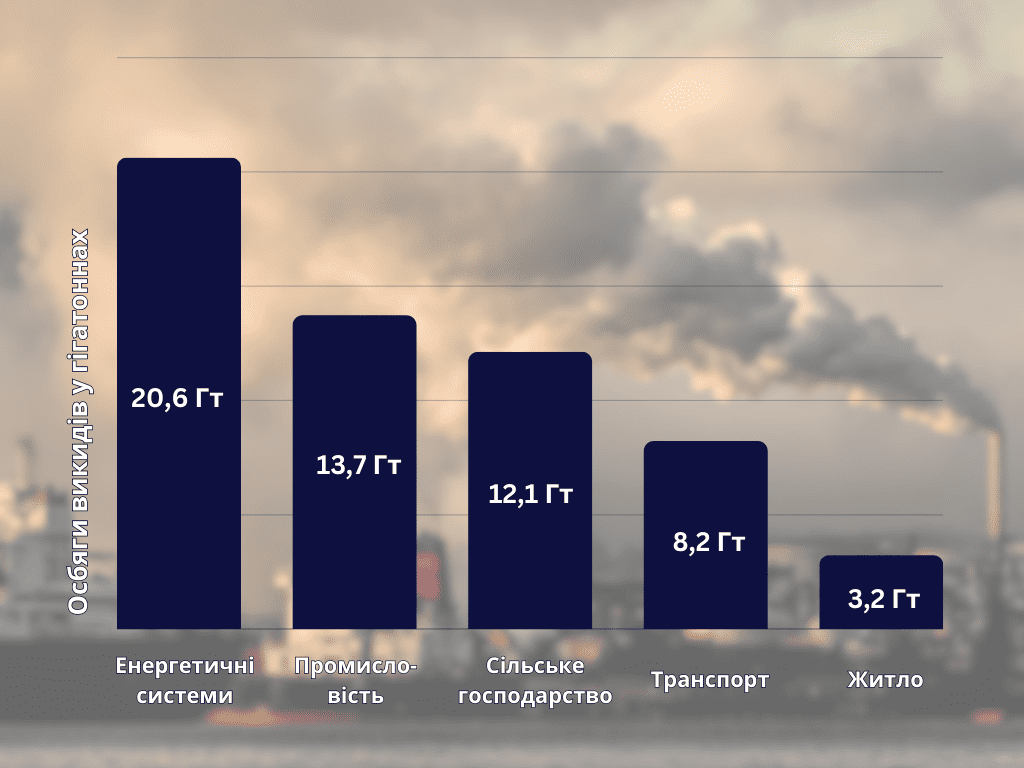 Осбяги викидів у гігатоннах
20,6 Гт
13,7 Гт
12,1 Гт
8,2 Гт
3,2 Гт
Енергетичні
системи
Промисло-
вість
Сільське
господарство
Транспорт
Житло